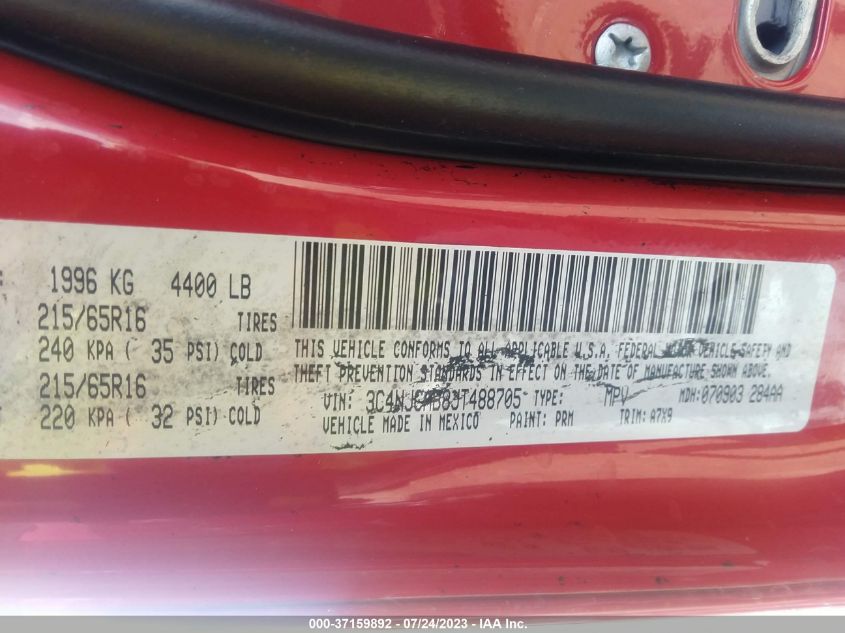 1996 KG 4400 LB
215/65R16 TIRES
240 KPA ( 35 PSI) COLD
215/65R16 TIRES
220 KPA ( 32 PSI) COLD
THIS VEHICLE CONFORMS TO ALL APPLICABLE U.S.A. FEDERAL MOTOR VEHICLE SAFETY AND
THEFT PREVENTION STANDARDS IN EFFECT ON THE DATE OF MANUFACTURE SHOWN ABOVE.
VIN: TYPE: MPV MDH:070903 284AA
VEHICLE MADE IN MEXICO PAINT: PRM TRIM: A7X9
000-37159892 - 07/24/2023 - IAA Inc.